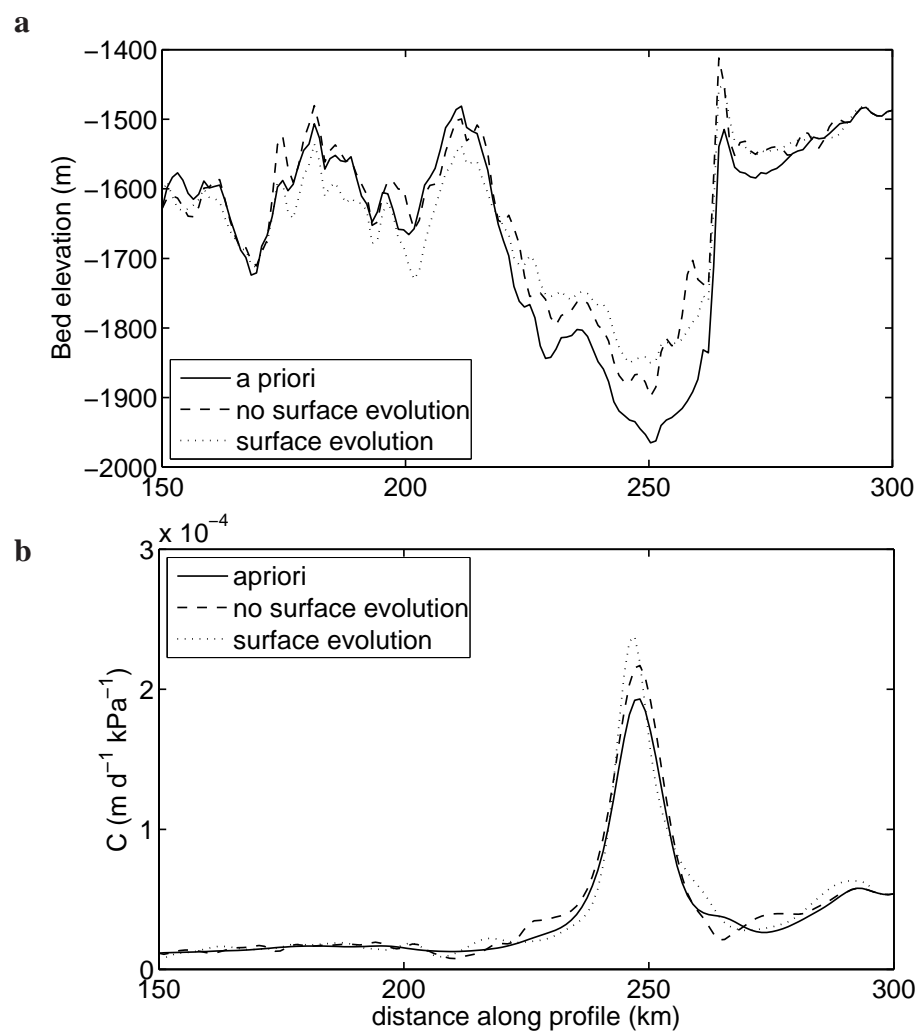 a
−1400
−1500
−1600
−1700
−1800
−1900
−2000
Bed elevation (m)
a priori
no surface evolution
surface evolution
150
200
250
300
b
x 10−4
3
2
1
0
C (m d−1 kPa−1)
apriori
no surface evolution
surface evolution
150
200
250
300
distance along profile (km)